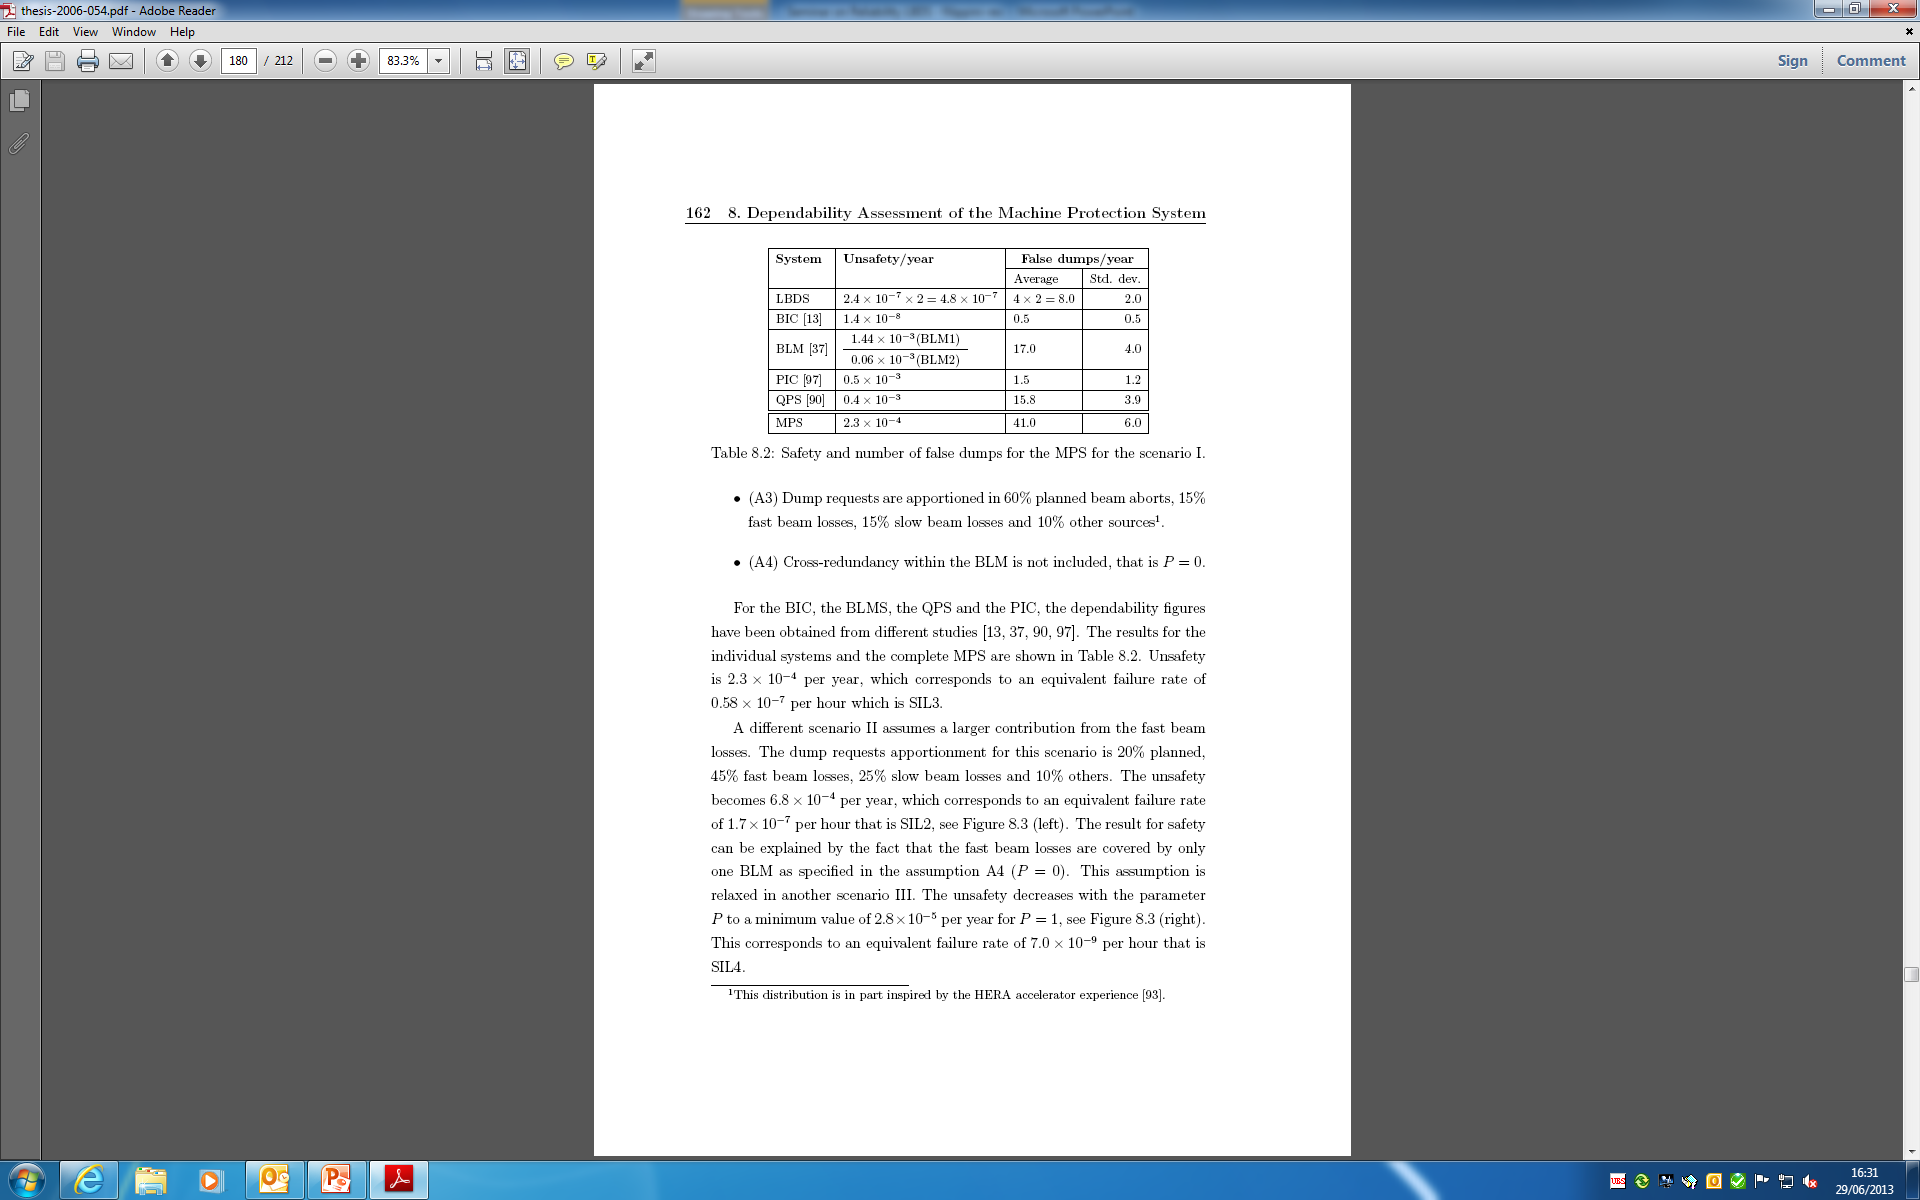 thesis-2006-054.pdf - Adobe Reader
File Edit View Window Help
180 / 212 83.3% Sign Comment
162 8. Dependability Assessment of the Machine Protection System
System Unsafety/year False dumps/year
Average Std. dev.
LBDS 2.4 × 10⁻⁷ × 2 = 4.8 × 10⁻⁷ 4 × 2 = 8.0 2.0
BIC [13] 1.4 × 10⁻⁸ 0.5 0.5
BLM [37] 1.44 × 10⁻³(BLM1) 17.0 4.0
0.06 × 10⁻³(BLM2)
PIC [97] 0.5 × 10⁻³ 1.5 1.2
QPS [90] 0.4 × 10⁻³ 15.8 3.9
MPS 2.3 × 10⁻⁴ 41.0 6.0
Table 8.2: Safety and number of false dumps for the MPS for the scenario I.
• (A3) Dump requests are apportioned in 60% planned beam aborts, 15%
fast beam losses, 15% slow beam losses and 10% other sources¹.
• (A4) Cross-redundancy within the BLM is not included, that is P = 0.
For the BIC, the BLMS, the QPS and the PIC, the dependability figures
have been obtained from different studies [13, 37, 90, 97]. The results for the
individual systems and the complete MPS are shown in Table 8.2. Unsafety
is 2.3 × 10⁻⁴ per year, which corresponds to an equivalent failure rate of
0.58 × 10⁻⁷ per hour which is SIL3.
A different scenario II assumes a larger contribution from the fast beam
losses. The dump requests apportionment for this scenario is 20% planned,
45% fast beam losses, 25% slow beam losses and 10% others. The unsafety
becomes 6.8 × 10⁻⁴ per year, which corresponds to an equivalent failure rate
of 1.7 × 10⁻⁷ per hour that is SIL2, see Figure 8.3 (left). The result for safety
can be explained by the fact that the fast beam losses are covered by only
one BLM as specified in the assumption A4 (P = 0). This assumption is
relaxed in another scenario III. The unsafety decreases with the parameter
P to a minimum value of 2.8 × 10⁻⁵ per year for P = 1, see Figure 8.3 (right).
This corresponds to an equivalent failure rate of 7.0 × 10⁻⁹ per hour that is
SIL4.
¹This distribution is in part inspired by the HERA accelerator experience [93].
16:31
29/06/2013